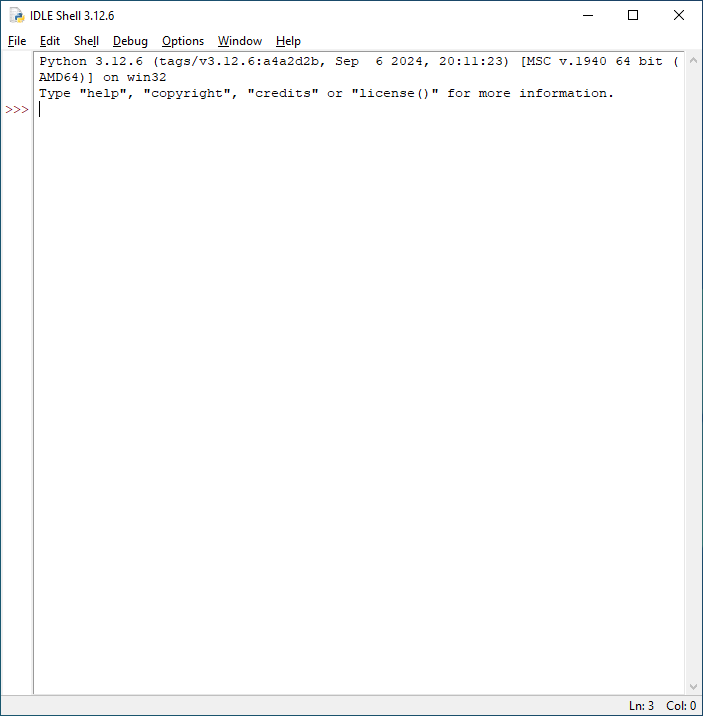 IDLE Shell 3.12.6
File Edit Shell Debug Options Window Help
Python 3.12.6 (tags/v3.12.6:a4a2d2b, Sep  6 2024, 20:11:23) [MSC v.1940 64 bit (
AMD64)] on win32
Type "help", "copyright", "credits" or "license()" for more information.
>>>
Ln: 3 Col: 0